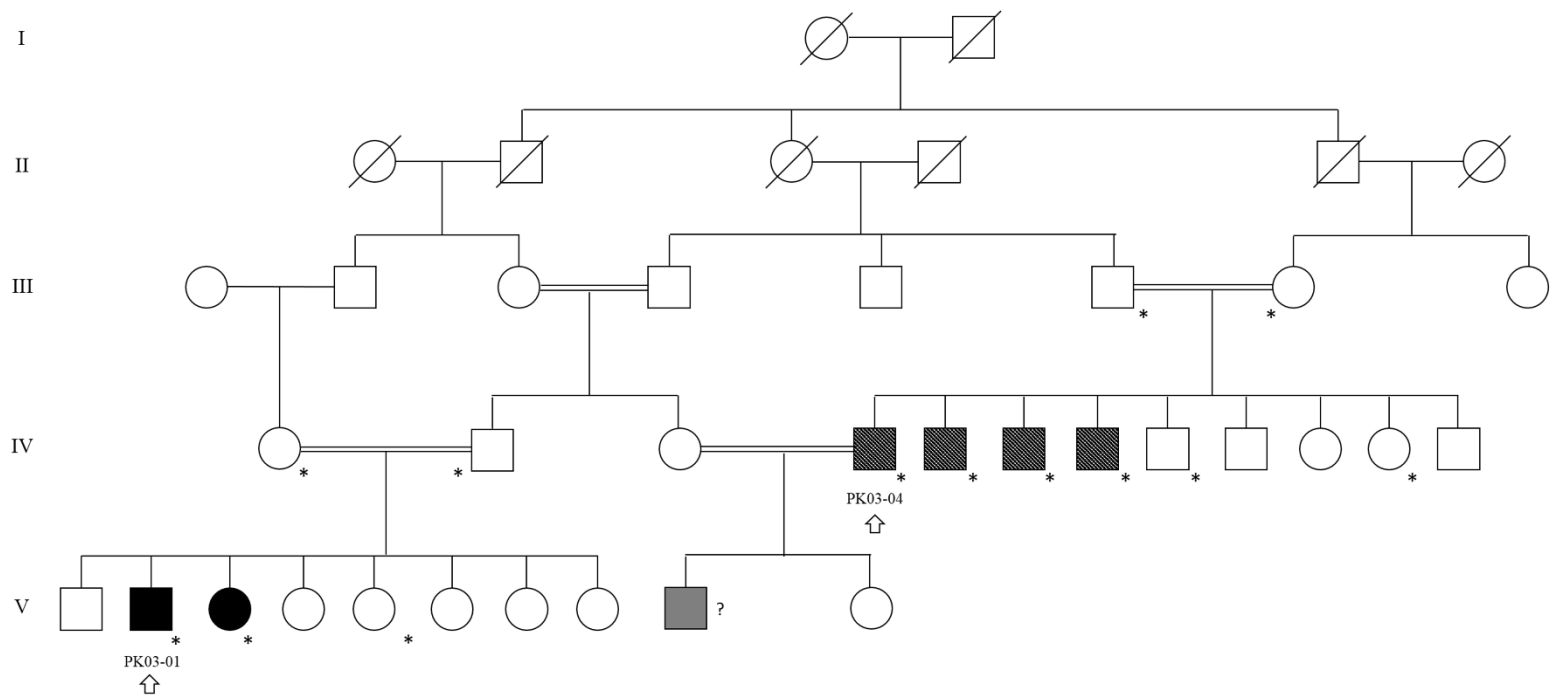 I
II
III
* *
IV
* * * * * * * *
PK03-04
V
?
* * *
PK03-01